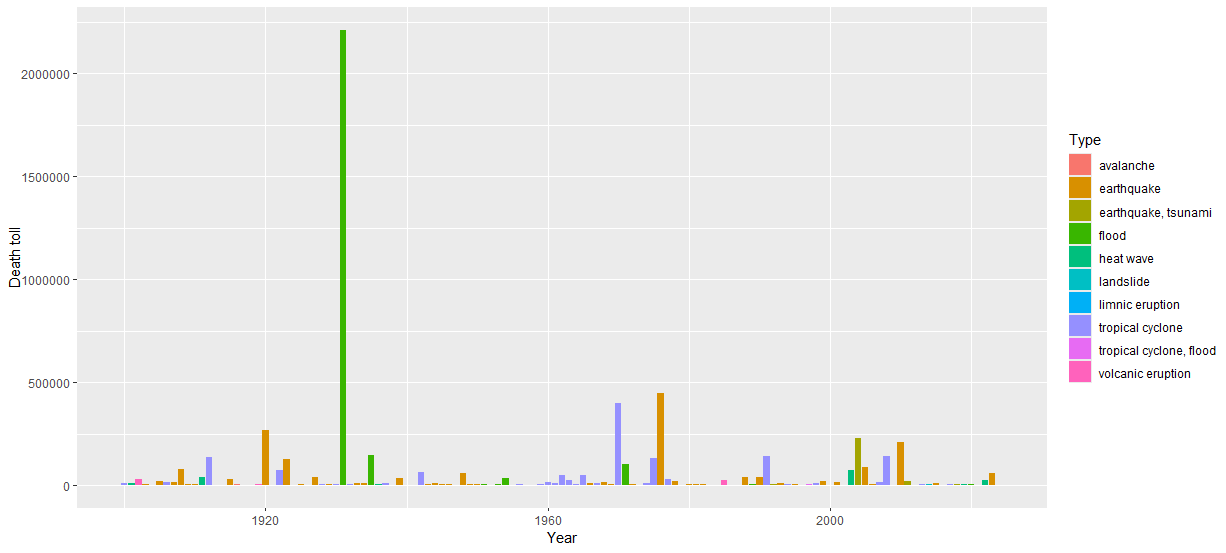 Death toll
2000000
1500000
1000000
500000
0
1920
1960
2000
Year
Type
avalanche
earthquake
earthquake, tsunami
flood
heat wave
landslide
limnic eruption
tropical cyclone
tropical cyclone, flood
volcanic eruption